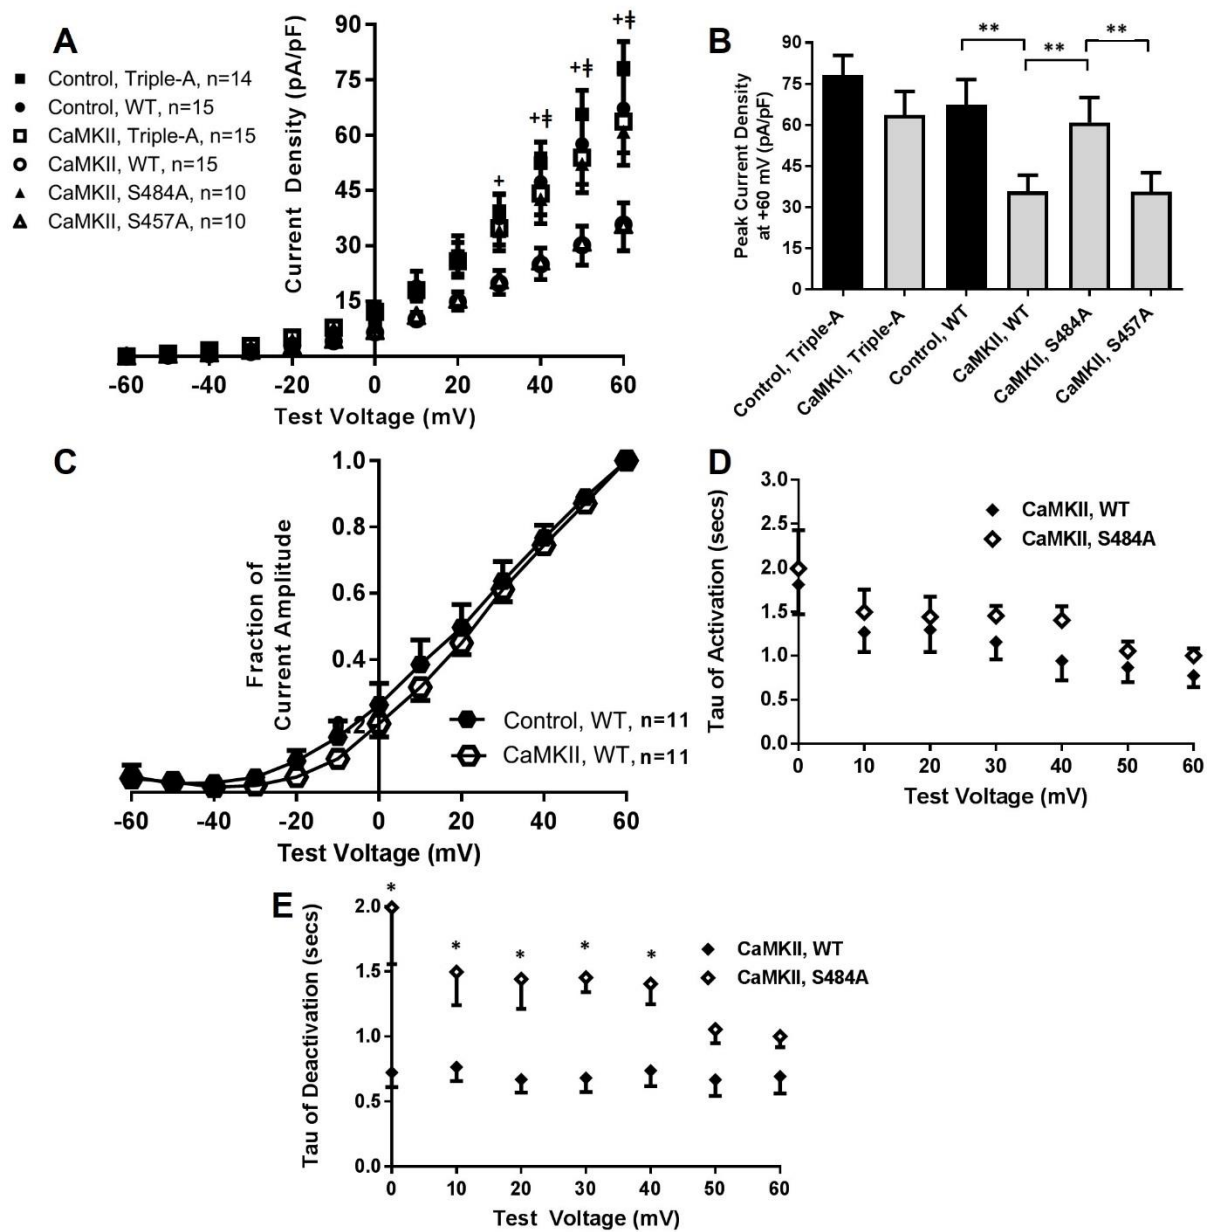 A
Control, Triple-A, n=14
Control, WT, n=15
CaMKII, Triple-A, n=15
CaMKII, WT, n=15
CaMKII, S484A, n=10
CaMKII, S457A, n=10
Current Density (pA/pF)
90
75
60
45
30
15
+ +ǂ +ǂ +ǂ
-60 -40 -20 0 20 40 60
Test Voltage (mV)
B
** ** **
Peak Current Density
at +60 mV (pA/pF)
90
75
60
45
30
15
0
Control, Triple-A
CaMKII, Triple-A
Control, WT
CaMKII, WT
CaMKII, S484A
CaMKII, S457A
C
Fraction of
Current Amplitude
1.0
0.8
0.6
0.4
Control, WT, n=11
CaMKII, WT, n=11
-60 -40 -20 0 20 40 60
Test Voltage (mV)
D
Tau of Activation (secs)
3.0
2.5
2.0
1.5
1.0
0.5
0.0
CaMKII, WT
CaMKII, S484A
0 10 20 30 40 50 60
Test Voltage (mV)
E
Tau of Deactivation (secs)
2.0
1.5
1.0
0.5
0.0
* * * * *
CaMKII, WT
CaMKII, S484A
0 10 20 30 40 50 60
Test Voltage (mV)